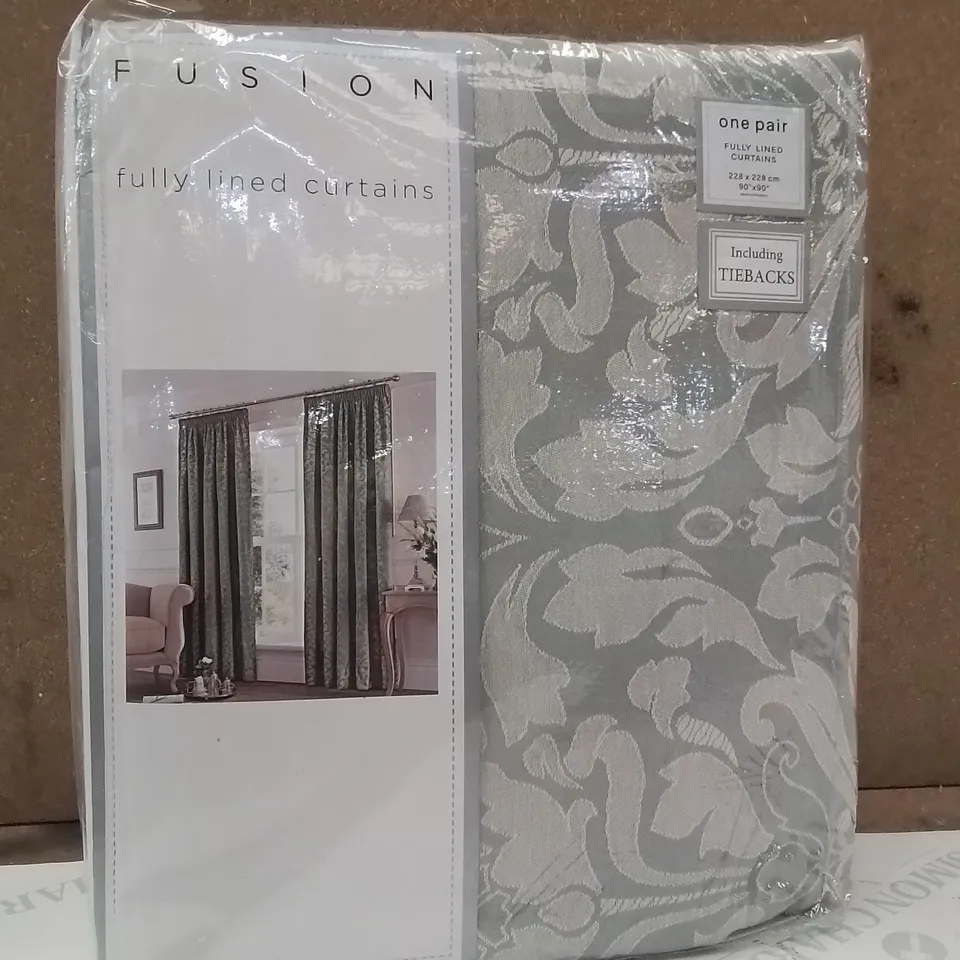 FUSION
fully lined curtains
one pair
FULLY LINED
CURTAINS
228 x 228 cm
90"x90"
Including
TIEBACKS